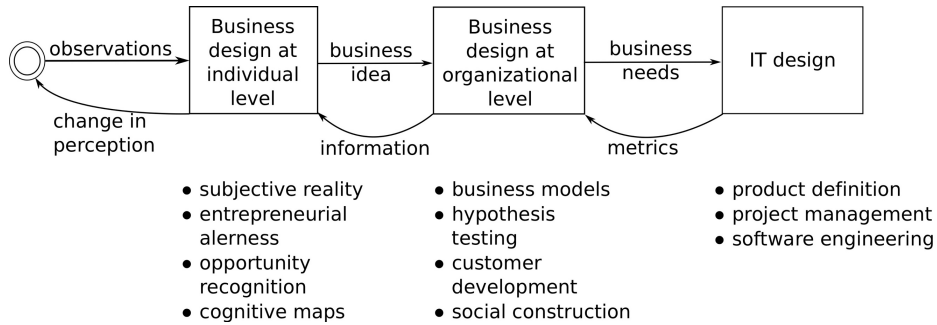 observations
Business
design at
individual
level
business
idea
Business
design at
organizational
level
business
needs
IT design
change in
perception
information
metrics
• subjective reality
• entrepreneurial
alerness
• opportunity
recognition
• cognitive maps
• business models
• hypothesis
testing
• customer
development
• social construction
• product definition
• project management
• software engineering